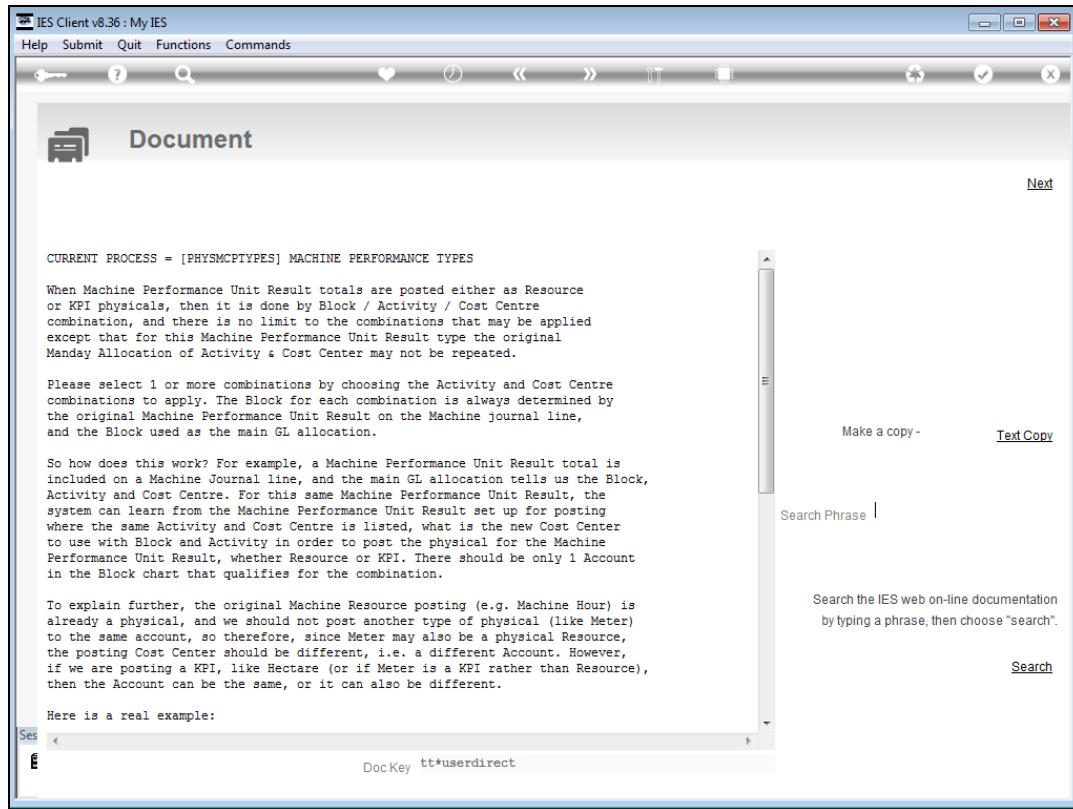 IES Client v8.36 : My IES
Help Submit Quit Functions Commands
Document
Next
CURRENT PROCESS = [PHYSMCPTYPES] MACHINE PERFORMANCE TYPES
When Machine Performance Unit Result totals are posted either as Resource
or KPI physicals, then it is done by Block / Activity / Cost Centre
combination, and there is no limit to the combinations that may be applied
except that for this Machine Performance Unit Result type the original
Manday Allocation of Activity & Cost Center may not be repeated.
Please select 1 or more combinations by choosing the Activity and Cost Centre
combinations to apply. The Block for each combination is always determined by
the original Machine Performance Unit Result on the Machine journal line,
and the Block used as the main GL allocation.
So how does this work? For example, a Machine Performance Unit Result total is
included on a Machine Journal line, and the main GL allocation tells us the Block,
Activity and Cost Centre. For this same Machine Performance Unit Result, the
system can learn from the Machine Performance Unit Result set up for posting
where the same Activity and Cost Centre is listed, what is the new Cost Center
to use with Block and Activity in order to post the physical for the Machine
Performance Unit Result, whether Resource or KPI. There should be only 1 Account
in the Block chart that qualifies for the combination.
To explain further, the original Machine Resource posting (e.g. Machine Hour) is
already a physical, and we should not post another type of physical (like Meter)
to the same account, so therefore, since Meter may also be a physical Resource,
the posting Cost Center should be different, i.e. a different Account. However,
if we are posting a KPI, like Hectare (or if Meter is a KPI rather than Resource),
then the Account can be the same, or it can also be different.
Here is a real example:
Make a copy -
Text Copy
Search Phrase
Search the IES web on-line documentation
by typing a phrase, then choose "search".
Search
Ses
Doc Key tt*userdirect